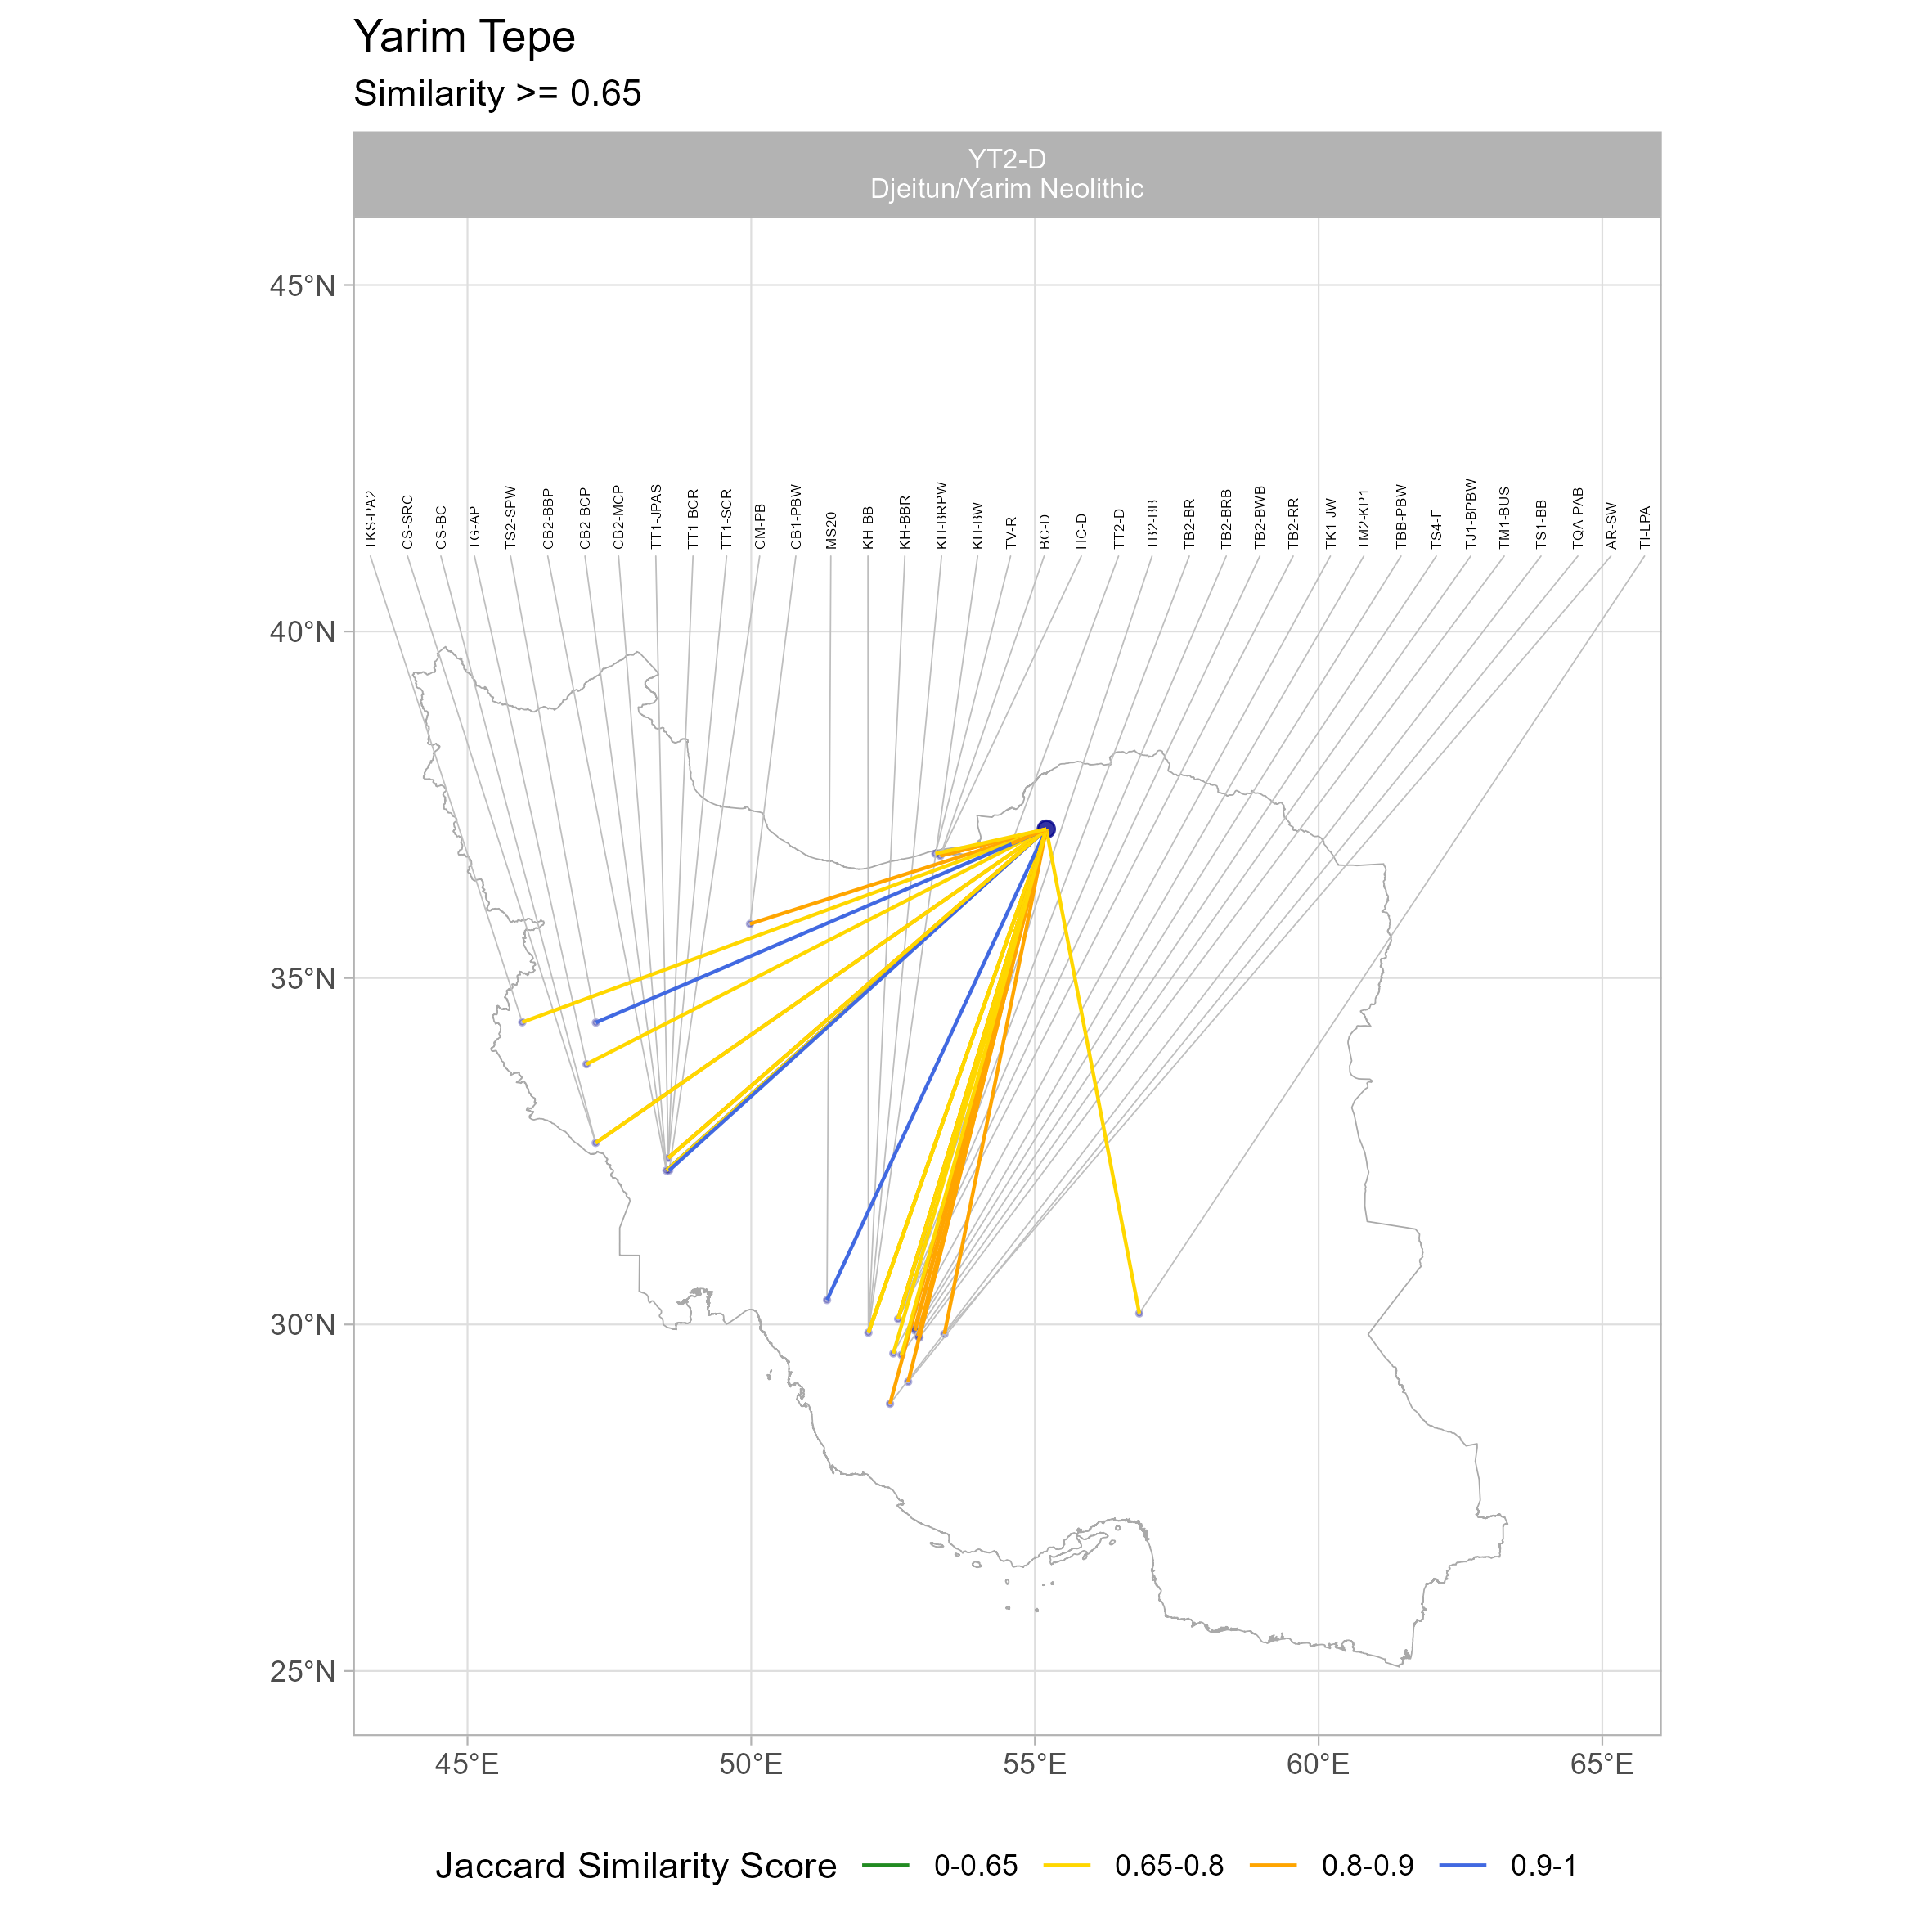 Yarim Tepe
Similarity >= 0.65
YT2-D
Djeitun/Yarim Neolithic
45°N
40°N
35°N
30°N
25°N
TKS-PA2
CS-SRC
CS-BC
TG-AP
TS2-SPW
CB2-BBP
CB2-BCP
CB2-MCP
TT1-JPAS
TT1-BCR
TT1-SCR
CM-PB
CB1-PBW
MS20
KH-BB
KH-BBR
KH-BRPW
KH-BW
TV-R
BC-D
HC-D
TT2-D
TB2-BB
TB2-BR
TB2-BRB
TB2-BWB
TB2-RR
TK1-JW
TM2-KP1
TBB-PBW
TS4-F
TJ1-BPBW
TM1-BUS
TS1-BB
TQA-PAB
AR-SW
TI-LPA
45°E 50°E 55°E 60°E 65°E
Jaccard Similarity Score 0-0.65 0.65-0.8 0.8-0.9 0.9-1